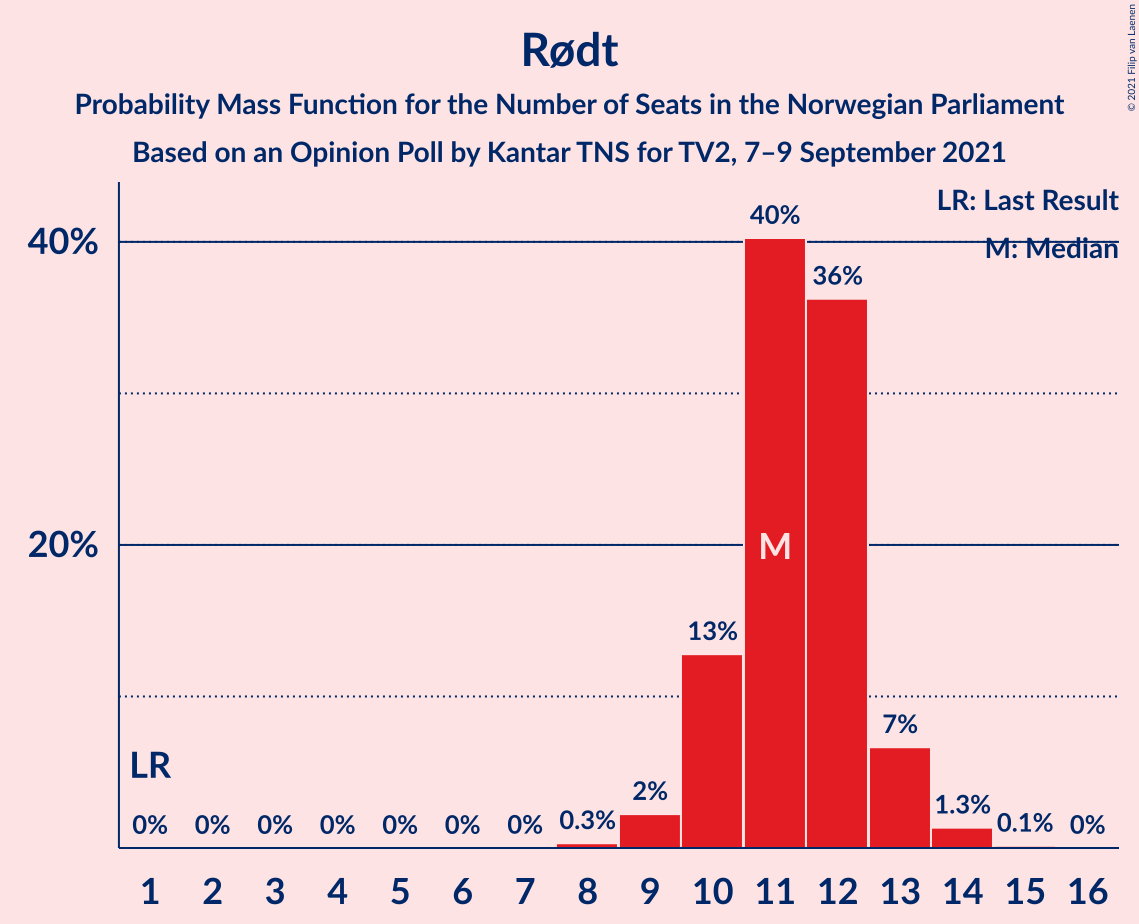 Rødt
Probability Mass Function for the Number of Seats in the Norwegian Parliament
Based on an Opinion Poll by Kantar TNS for TV2, 7–9 September 2021
© 2021 Filip van Laenen
LR: Last Result
M: Median
40%
20%
40%
36%
M
13%
7%
LR
2%
1.3%
0% 0% 0% 0% 0% 0% 0% 0.3% 0.1% 0%
1 2 3 4 5 6 7 8 9 10 11 12 13 14 15 16